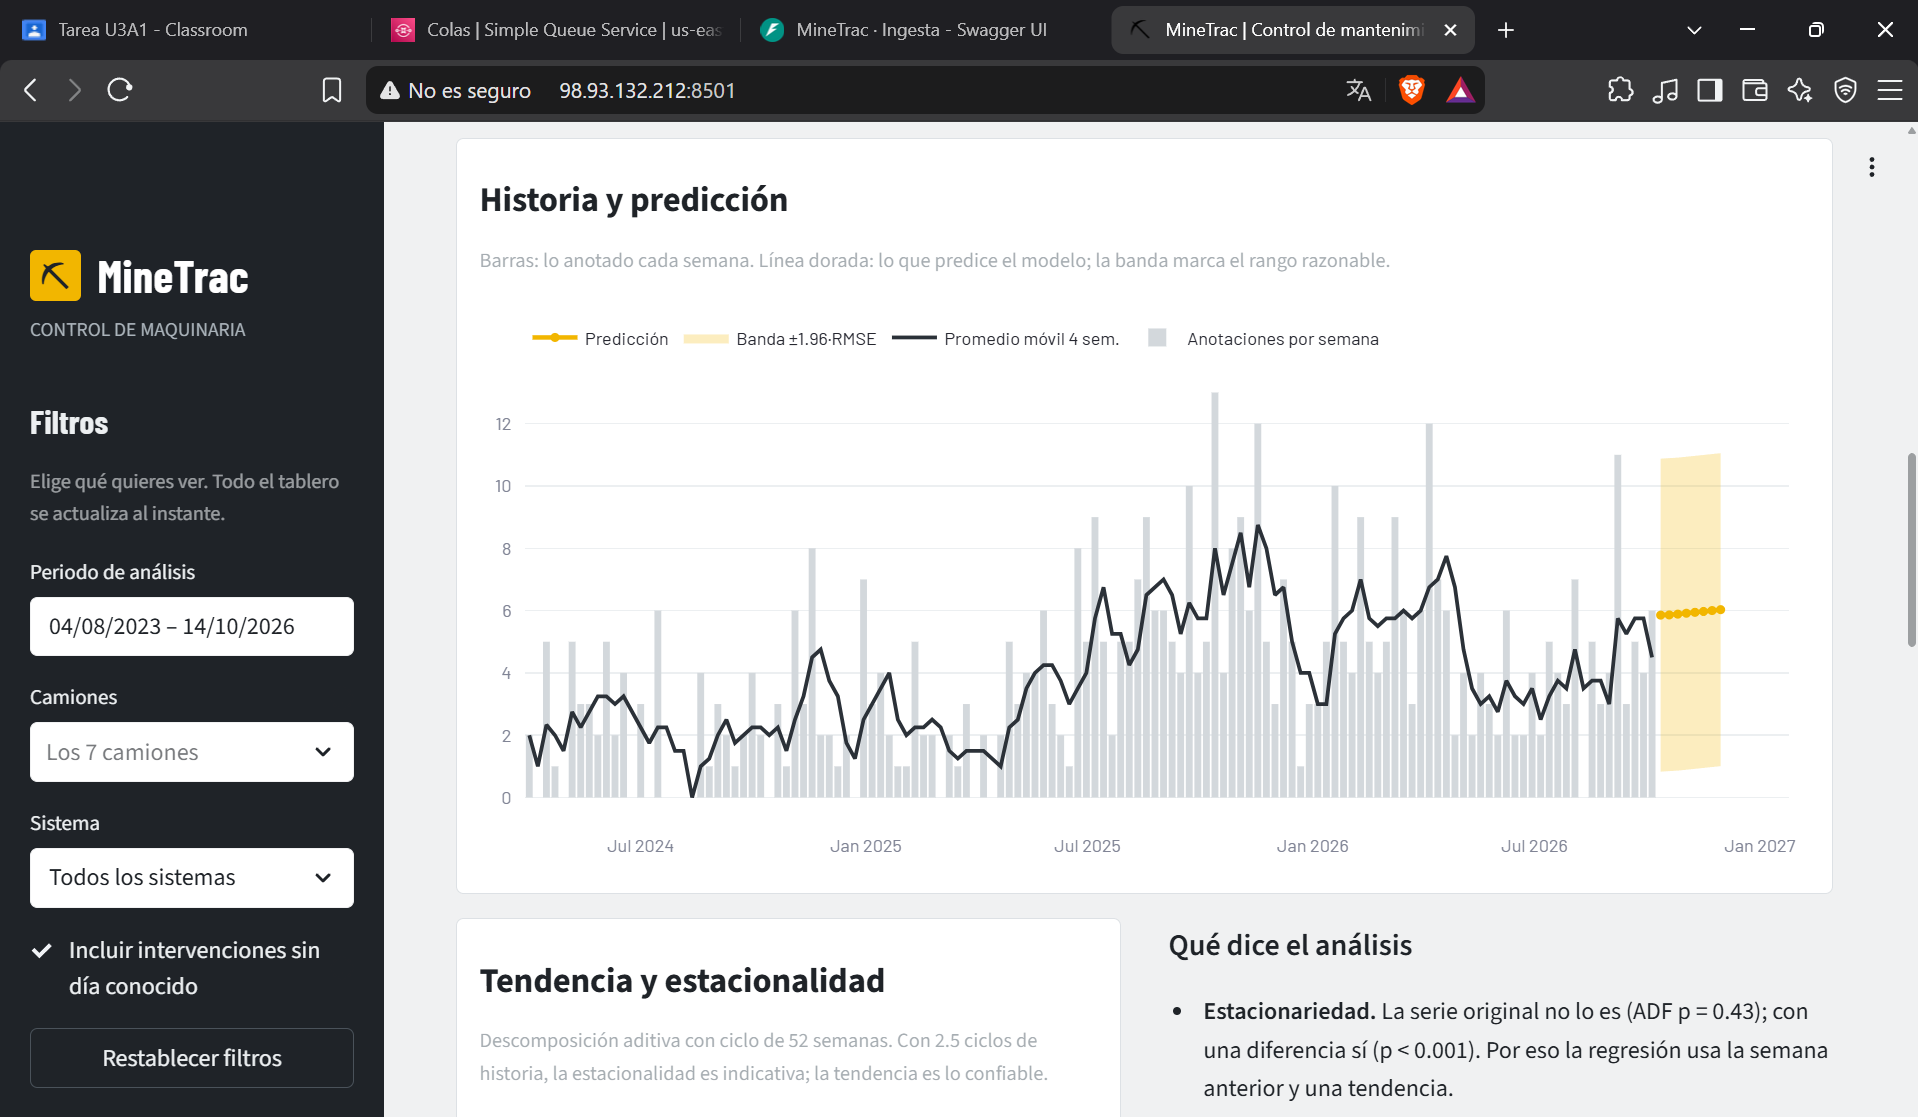 Tarea U3A1 - Classroom
Colas | Simple Queue Service | us-eas
MineTrac · Ingesta - Swagger UI
MineTrac | Control de mantenimi
No es seguro 98.93.132.212:8501
MineTrac
CONTROL DE MAQUINARIA
Filtros
Elige qué quieres ver. Todo el tablero
se actualiza al instante.
Periodo de análisis
04/08/2023 – 14/10/2026
Camiones
Los 7 camiones
Sistema
Todos los sistemas
Incluir intervenciones sin
día conocido
Restablecer filtros
Historia y predicción
Barras: lo anotado cada semana. Línea dorada: lo que predice el modelo; la banda marca el rango razonable.
Predicción Banda ±1.96·RMSE Promedio móvil 4 sem. Anotaciones por semana
12
10
8
6
4
2
0
Jul 2024 Jan 2025 Jul 2025 Jan 2026 Jul 2026 Jan 2027
Tendencia y estacionalidad
Descomposición aditiva con ciclo de 52 semanas. Con 2.5 ciclos de
historia, la estacionalidad es indicativa; la tendencia es lo confiable.
Qué dice el análisis
• Estacionariedad. La serie original no lo es (ADF p = 0.43); con
una diferencia sí (p < 0.001). Por eso la regresión usa la semana
anterior y una tendencia.